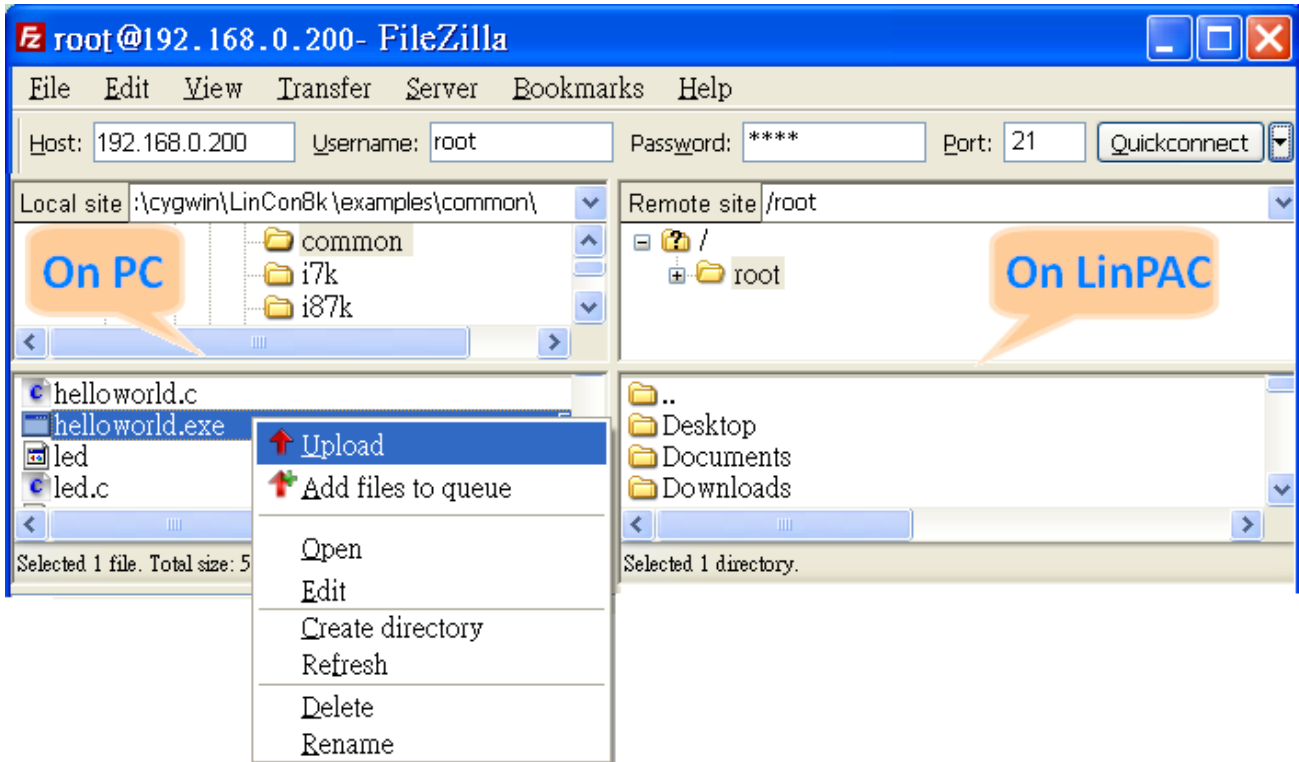 root@192.168.0.200- FileZilla
File Edit View Transfer Server Bookmarks Help
Host: 192.168.0.200 Username: root Password: **** Port: 21 Quickconnect
Local site :\cygwin\LinCon8k\examples\common\
Remote site /root
common
i7k
i87k
On PC
/
root
On LinPAC
helloworld.c
helloworld.exe
led
led.c
Selected 1 file. Total size: 5
Upload
Add files to queue
Open
Edit
Create directory
Refresh
Delete
Rename
..
Desktop
Documents
Downloads
Selected 1 directory.